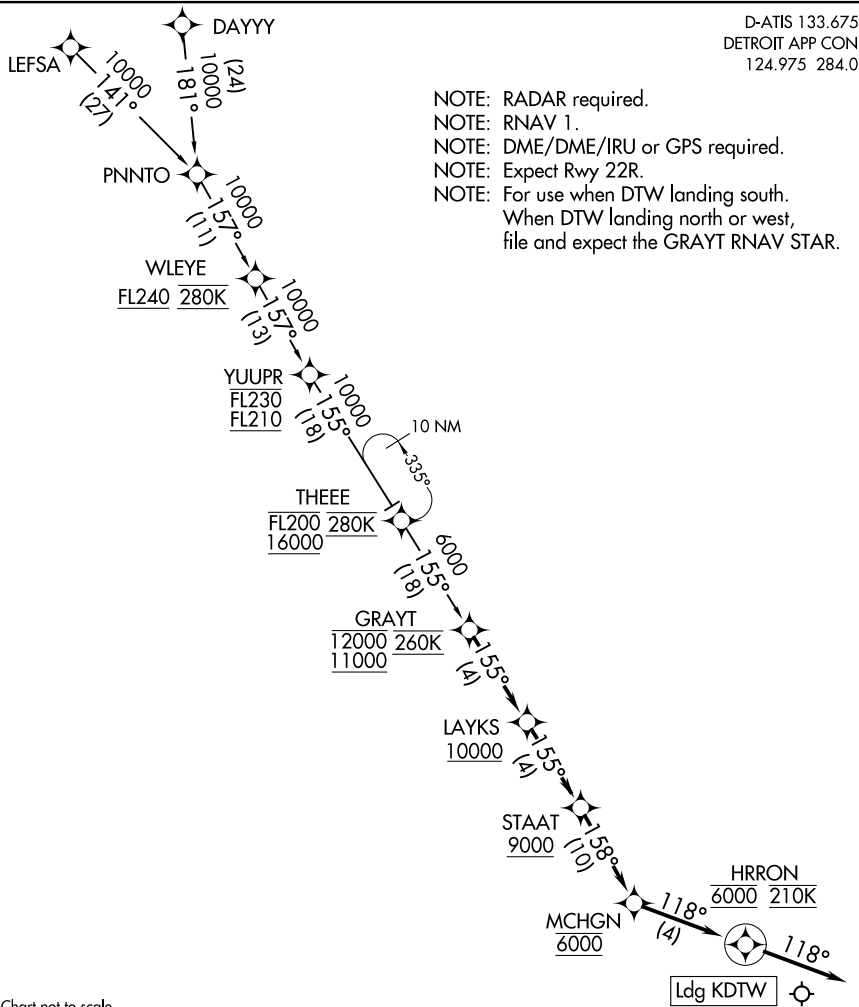 D-ATIS 133.675
DETROIT APP CON
124.975 284.0
DAYYY
LEFSA
10000
141°
(27)
(24)
10000
181°
NOTE: RADAR required.
NOTE: RNAV 1.
NOTE: DME/DME/IRU or GPS required.
NOTE: Expect Rwy 22R.
NOTE: For use when DTW landing south.
When DTW landing north or west,
file and expect the GRAYT RNAV STAR.
PNNTO
10000
157°
(11)
WLEYE
FL240 280K
10000
157°
(13)
YUUPR
FL230
FL210
10000
155°
(18)
10 NM
335°
THEEE
FL200 280K
16000
6000
155°
(18)
GRAYT
12000 260K
11000
155°
(4)
LAYKS
10000
155°
(4)
STAAT
9000
158°
(10)
HRRON
6000 210K
MCHGN
6000
118°
(4)
118°
Ldg KDTW
Chart not to scale